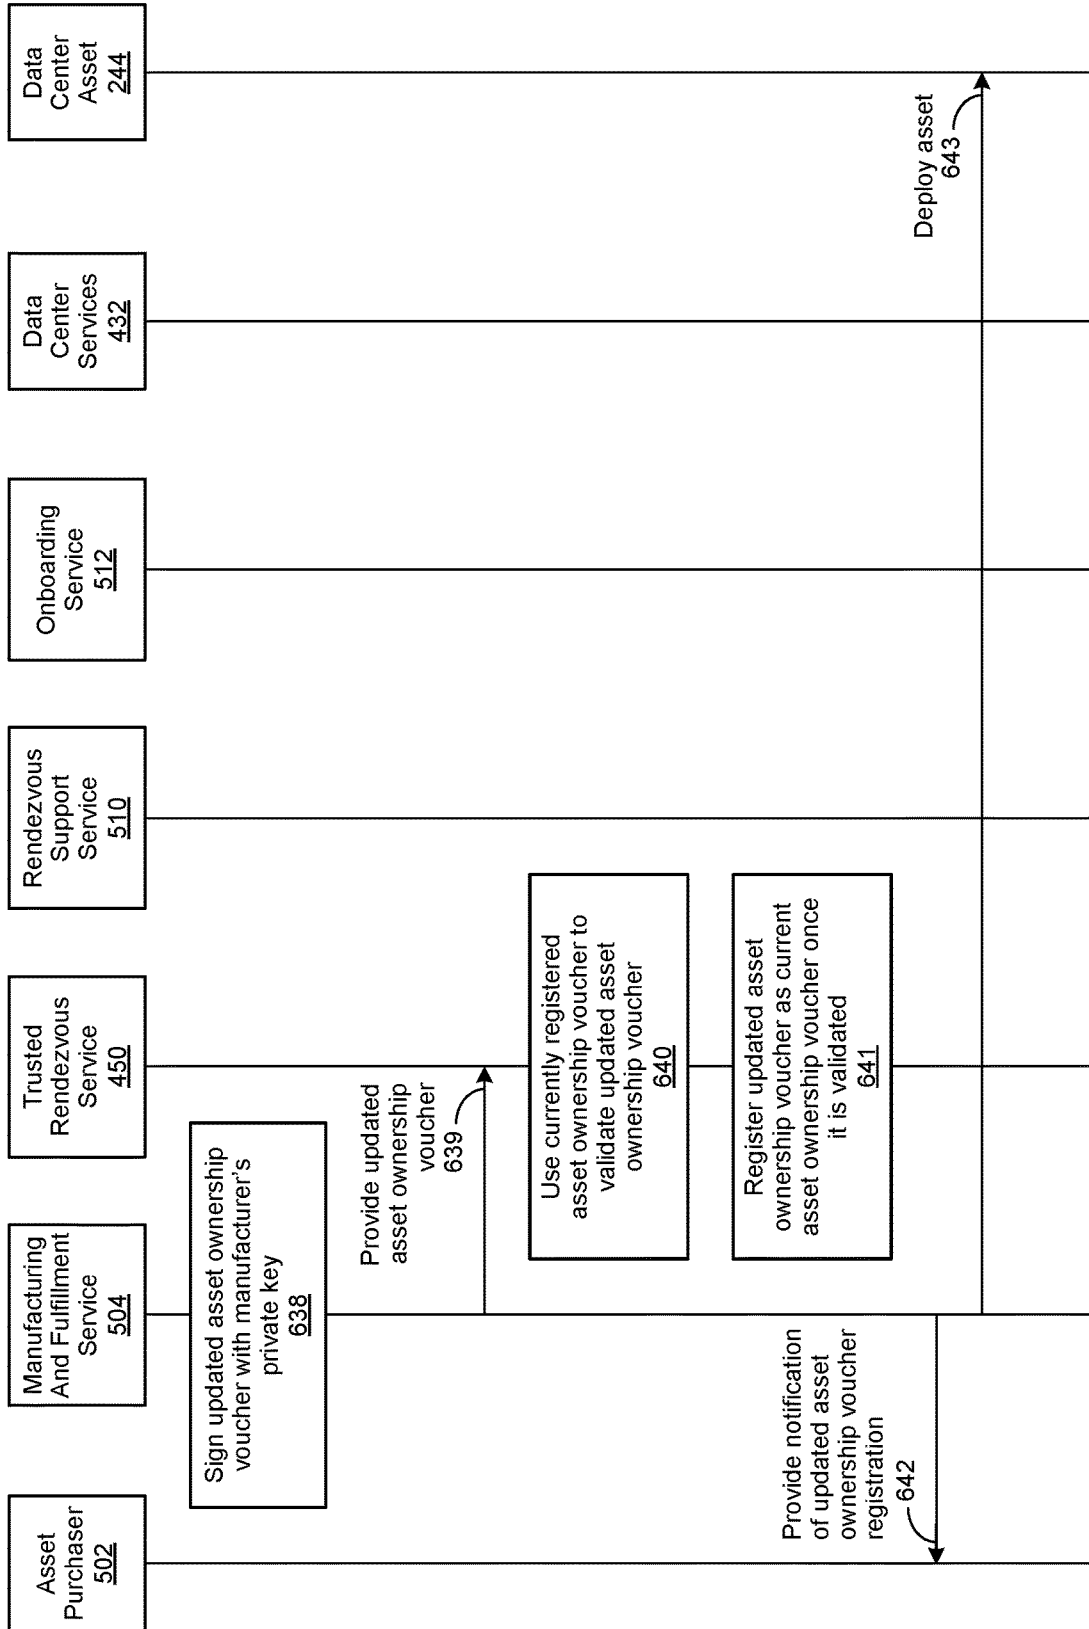 Asset
Purchaser
502
Manufacturing
And Fulfillment
Service
504
Trusted
Rendezvous
Service
450
Rendezvous
Support
Service
510
Onboarding
Service
512
Data
Center
Services
432
Data
Center
Asset
244
Sign updated asset ownership
voucher with manufacturer's
private key
638
Provide updated
asset ownership
voucher
639
Use currently registered
asset ownership voucher to
validate updated asset
ownership voucher
640
Register updated asset
ownership voucher as current
asset ownership voucher once
it is validated
641
Provide notification
of updated asset
ownership voucher
registration
642
Deploy asset
643